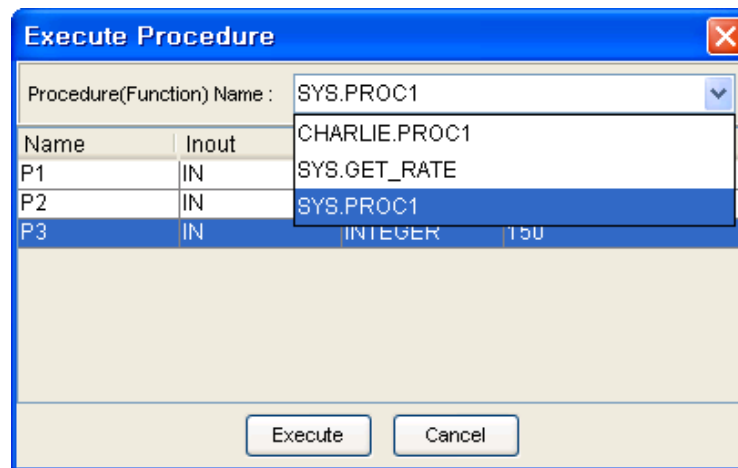 Execute Procedure
Procedure(Function) Name : SYS.PROC1
CHARLIE.PROC1
SYS.GET_RATE
SYS.PROC1
Name Inout
P1 IN
P2 IN
P3 IN INTEGER 150
Execute Cancel